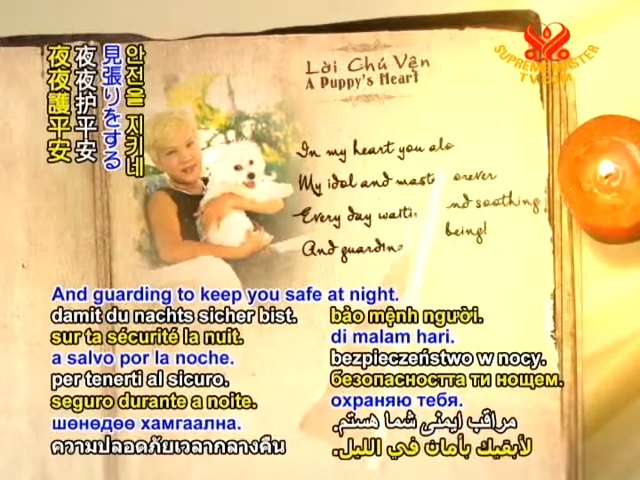 SUPREME MASTER TV
안전을 지키네
見張りをする
夜夜护平安
夜夜護平安
Lời Chú Vện
A Puppy's Heart
In my heart you alo
My idol and mast orever
Every day waiti nd soothing
And guardin being!
And guarding to keep you safe at night.
damit du nachts sicher bist.
sur ta sécurité la nuit.
a salvo por la noche.
per tenerti al sicuro.
seguro durante a noite.
шөнөдөө хамгаална.
ความปลอดภัยเวลากลางคืน
bảo mệnh người.
di malam hari.
bezpieczeństwo w nocy.
безопасността ти нощем.
охраняю тебя.
مراقب ایمنی شما هستم.
لأبقيك بأمان في الليل.